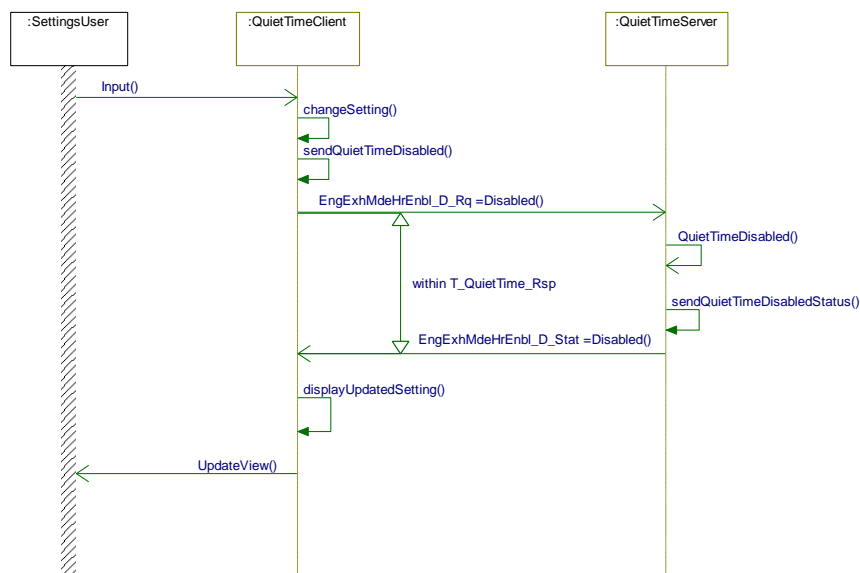 :SettingsUser
:QuietTimeClient
:QuietTimeServer
Input()
changeSetting()
sendQuietTimeDisabled()
EngExhMdeHrEnbl_D_Rq =Disabled()
QuietTimeDisabled()
within T_QuietTime_Rsp
sendQuietTimeDisabledStatus()
EngExhMdeHrEnbl_D_Stat =Disabled()
displayUpdatedSetting()
UpdateView()